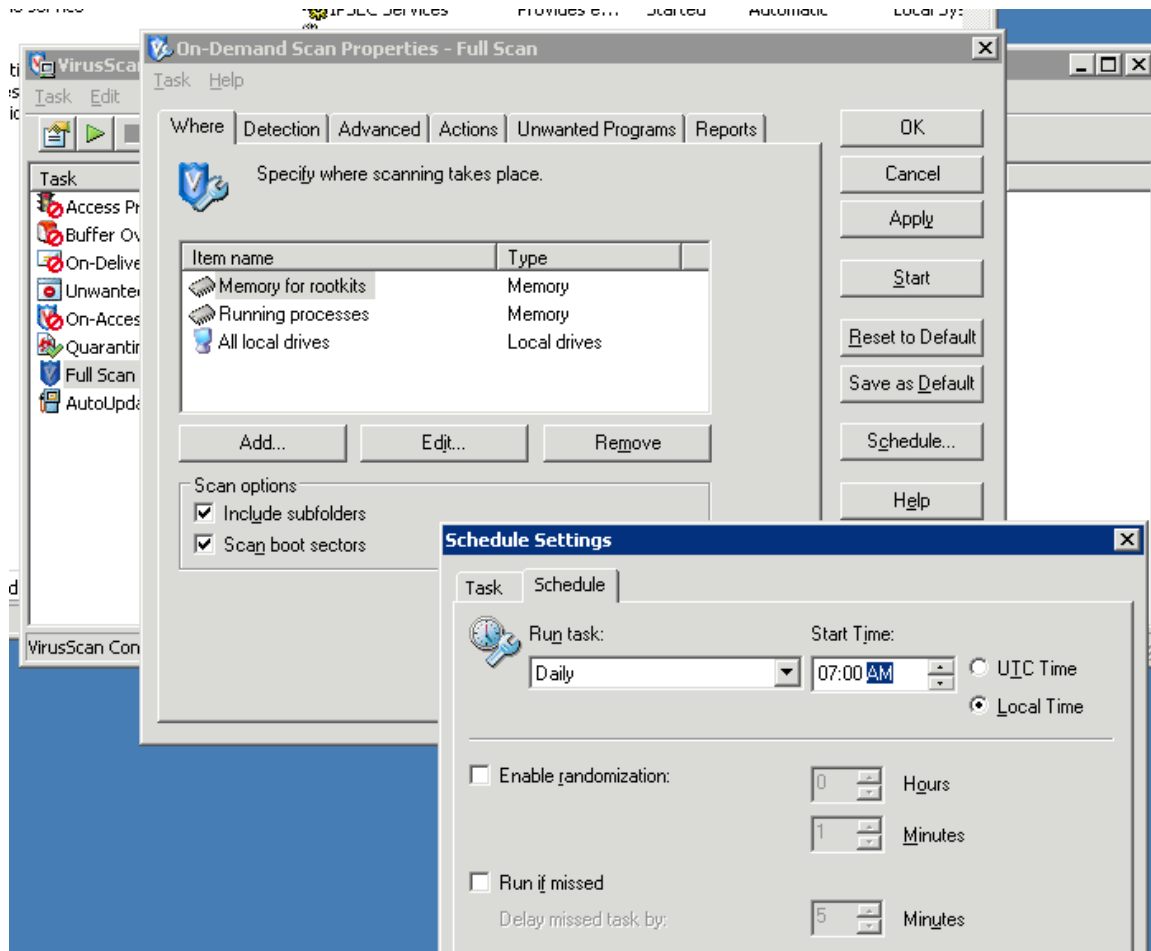 IPSEC Services Provides e... Started Automatic
VirusScan Con
On-Demand Scan Properties - Full Scan
Task Help
Where Detection Advanced Actions Unwanted Programs Reports
Specify where scanning takes place.
Item name Type
Memory for rootkits Memory
Running processes Memory
All local drives Local drives
Add... Edit... Remove
Scan options
Include subfolders
Scan boot sectors
OK
Cancel
Apply
Start
Reset to Default
Save as Default
Schedule...
Help
Task Edit
Task
Access Pr
Buffer Ov
On-Delive
Unwante
On-Acces
Quarantir
Full Scan
AutoUpda
Schedule Settings
Task Schedule
Run task: Start Time:
Daily 07:00 AM UTC Time
Local Time
Enable randomization: 0 Hours
1 Minutes
Run if missed
Delay missed task by: 5 Minutes